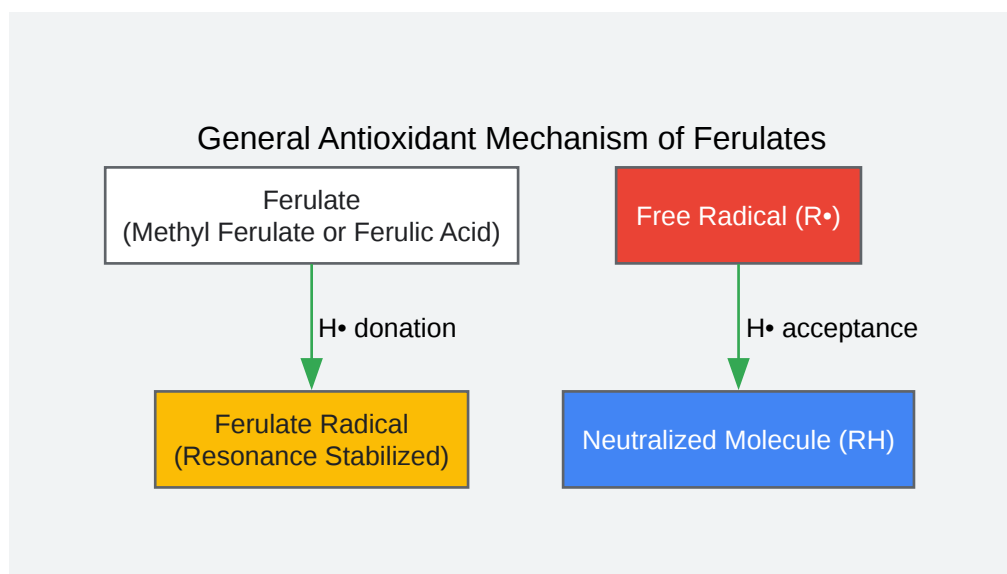 General Antioxidant Mechanism of Ferulates
Ferulate
(Methyl Ferulate or Ferulic Acid)
Free Radical (R•)
H• donation
H• acceptance
Ferulate Radical
(Resonance Stabilized)
Neutralized Molecule (RH)